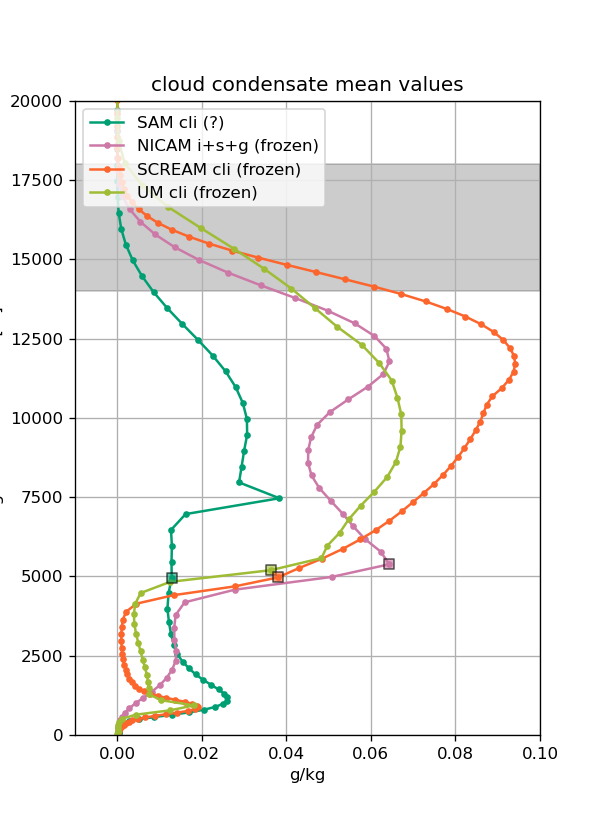 cloud condensate mean values
20000
17500
15000
12500
10000
7500
5000
2500
0
SAM cli (?)
NICAM i+s+g (frozen)
SCREAM cli (frozen)
UM cli (frozen)
0.00 0.02 0.04 0.06 0.08 0.10
g/kg